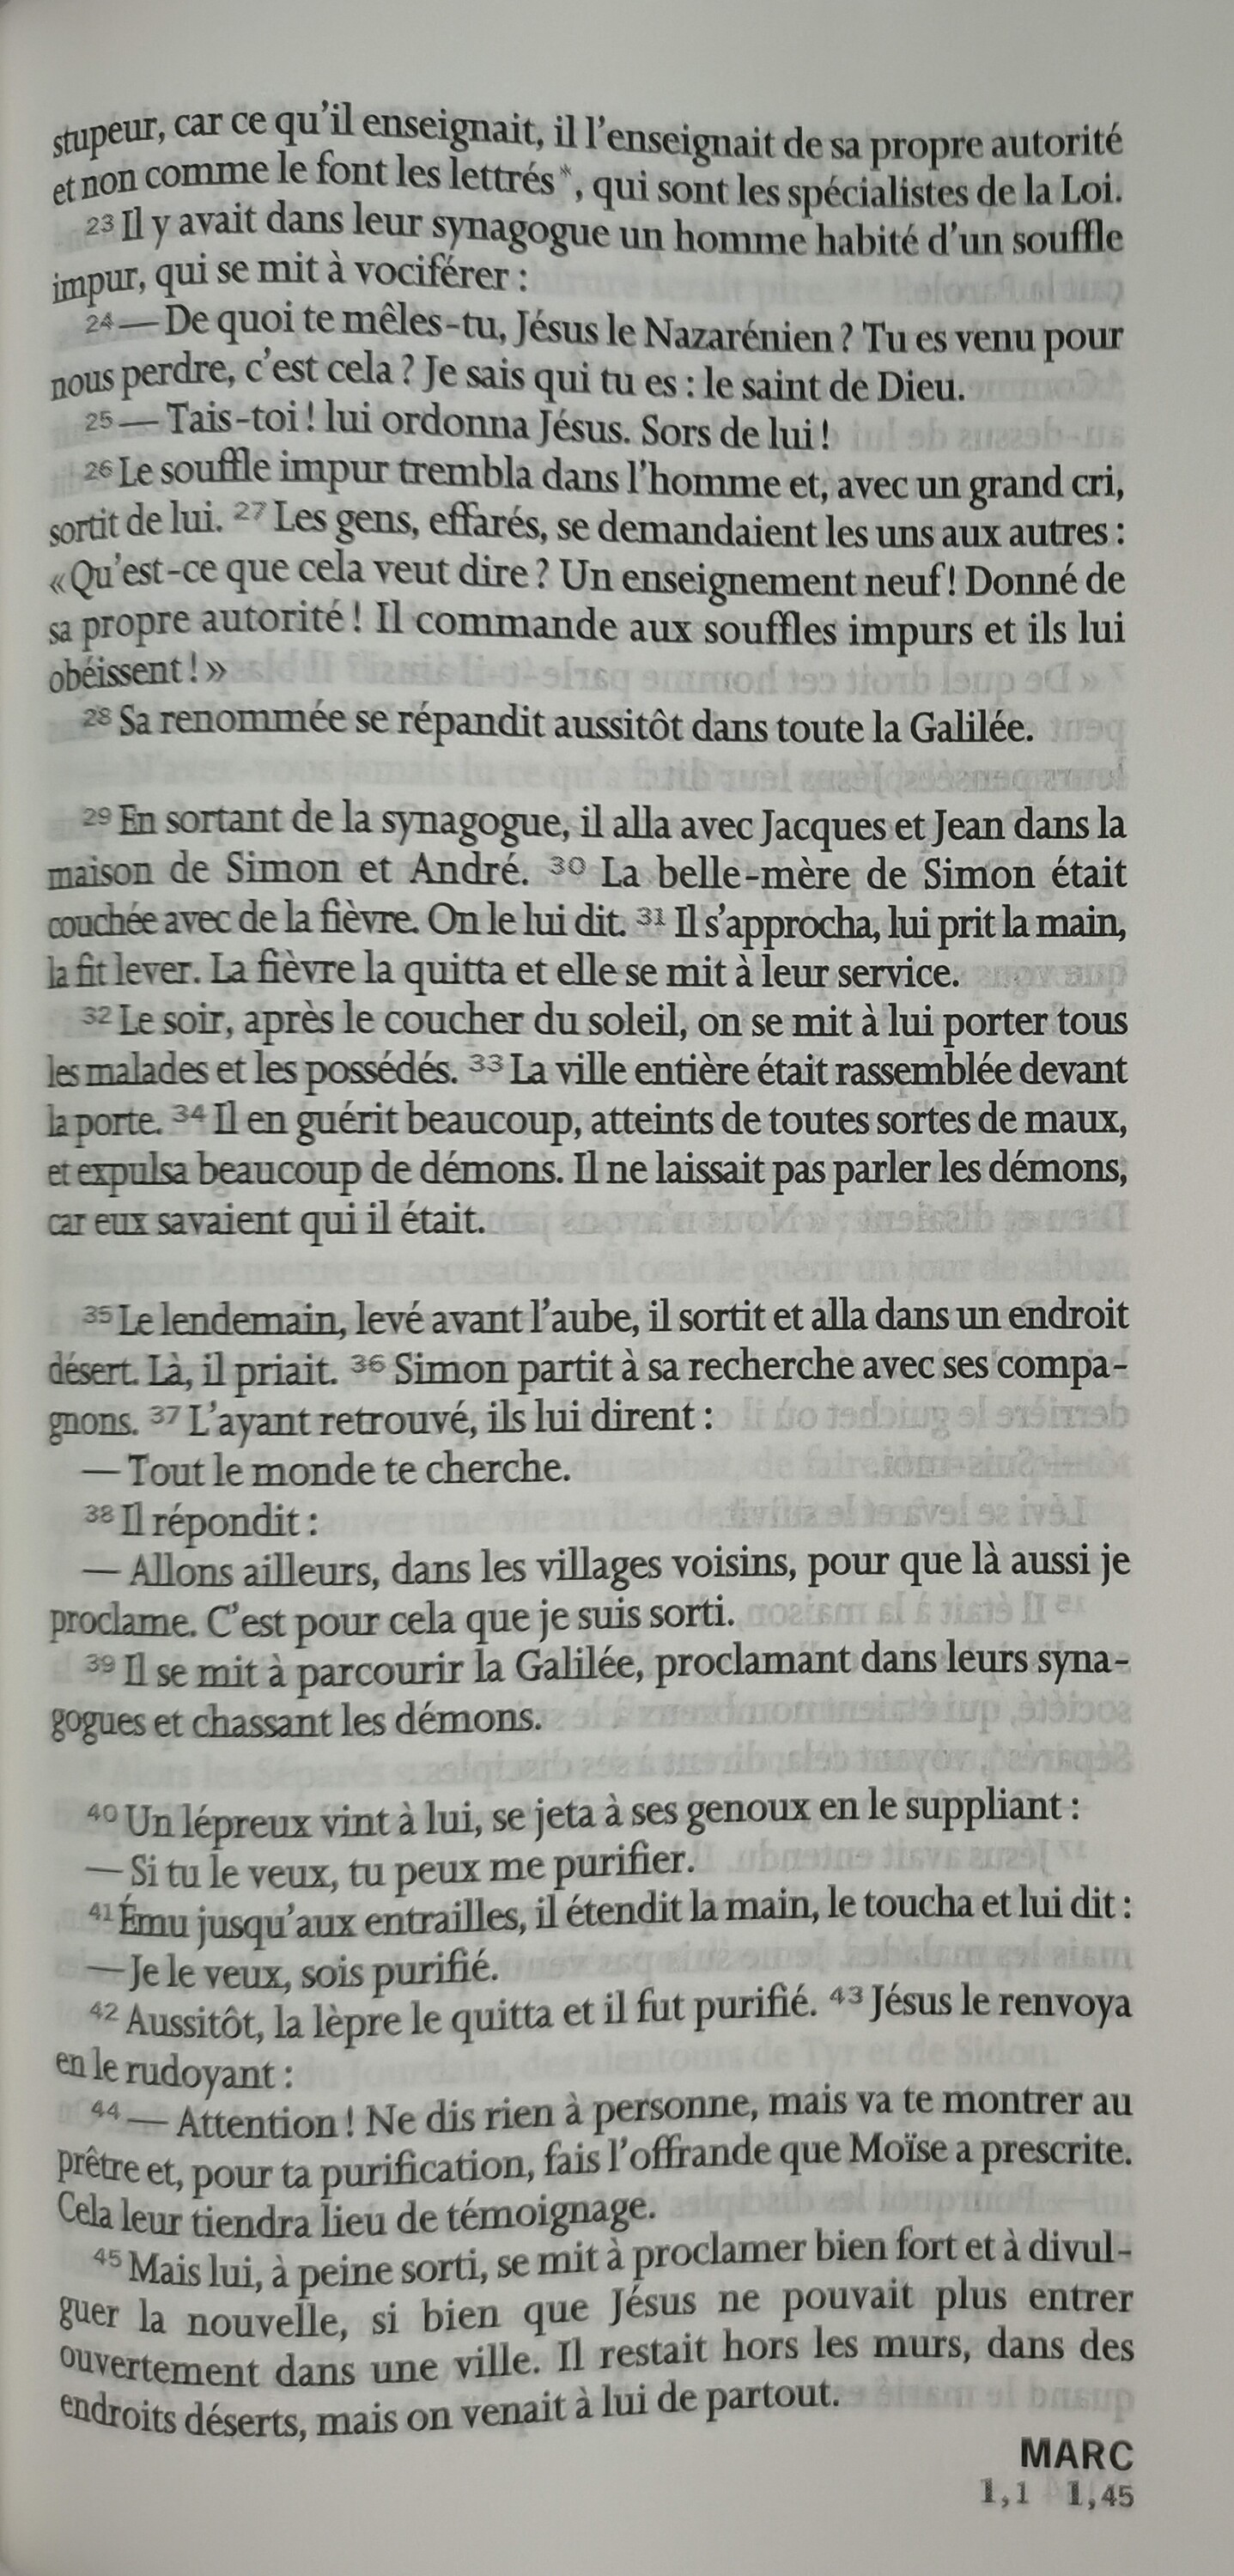 stupeur, car ce qu'il enseignait, il l'enseignait de sa propre autorité
et non comme le font les lettrés*, qui sont les spécialistes de la Loi.
23 Il y avait dans leur synagogue un homme habité d'un souffle
impur, qui se mit à vociférer :
24 — De quoi te mêles-tu, Jésus le Nazarénien ? Tu es venu pour
nous perdre, c'est cela ? Je sais qui tu es : le saint de Dieu.
25 — Tais-toi ! lui ordonna Jésus. Sors de lui !
26 Le souffle impur trembla dans l'homme et, avec un grand cri,
sortit de lui. 27 Les gens, effarés, se demandaient les uns aux autres :
« Qu'est-ce que cela veut dire ? Un enseignement neuf ! Donné de
sa propre autorité ! Il commande aux souffles impurs et ils lui
obéissent ! »
28 Sa renommée se répandit aussitôt dans toute la Galilée.
29 En sortant de la synagogue, il alla avec Jacques et Jean dans la
maison de Simon et André. 30 La belle-mère de Simon était
couchée avec de la fièvre. On le lui dit. 31 Il s'approcha, lui prit la main,
la fit lever. La fièvre la quitta et elle se mit à leur service.
32 Le soir, après le coucher du soleil, on se mit à lui porter tous
les malades et les possédés. 33 La ville entière était rassemblée devant
la porte. 34 Il en guérit beaucoup, atteints de toutes sortes de maux,
et expulsa beaucoup de démons. Il ne laissait pas parler les démons,
car eux savaient qui il était.
35 Le lendemain, levé avant l'aube, il sortit et alla dans un endroit
désert. Là, il priait. 36 Simon partit à sa recherche avec ses compa-
gnons. 37 L'ayant retrouvé, ils lui dirent :
— Tout le monde te cherche.
38 Il répondit :
— Allons ailleurs, dans les villages voisins, pour que là aussi je
proclame. C'est pour cela que je suis sorti.
39 Il se mit à parcourir la Galilée, proclamant dans leurs syna-
gogues et chassant les démons.
40 Un lépreux vint à lui, se jeta à ses genoux en le suppliant :
— Si tu le veux, tu peux me purifier.
41 Ému jusqu'aux entrailles, il étendit la main, le toucha et lui dit :
— Je le veux, sois purifié.
42 Aussitôt, la lèpre le quitta et il fut purifié. 43 Jésus le renvoya
en le rudoyant :
44 — Attention ! Ne dis rien à personne, mais va te montrer au
prêtre et, pour ta purification, fais l'offrande que Moïse a prescrite.
Cela leur tiendra lieu de témoignage.
45 Mais lui, à peine sorti, se mit à proclamer bien fort et à divul-
guer la nouvelle, si bien que Jésus ne pouvait plus entrer
ouvertement dans une ville. Il restait hors les murs, dans des
endroits déserts, mais on venait à lui de partout.
MARC
1,1 1,45